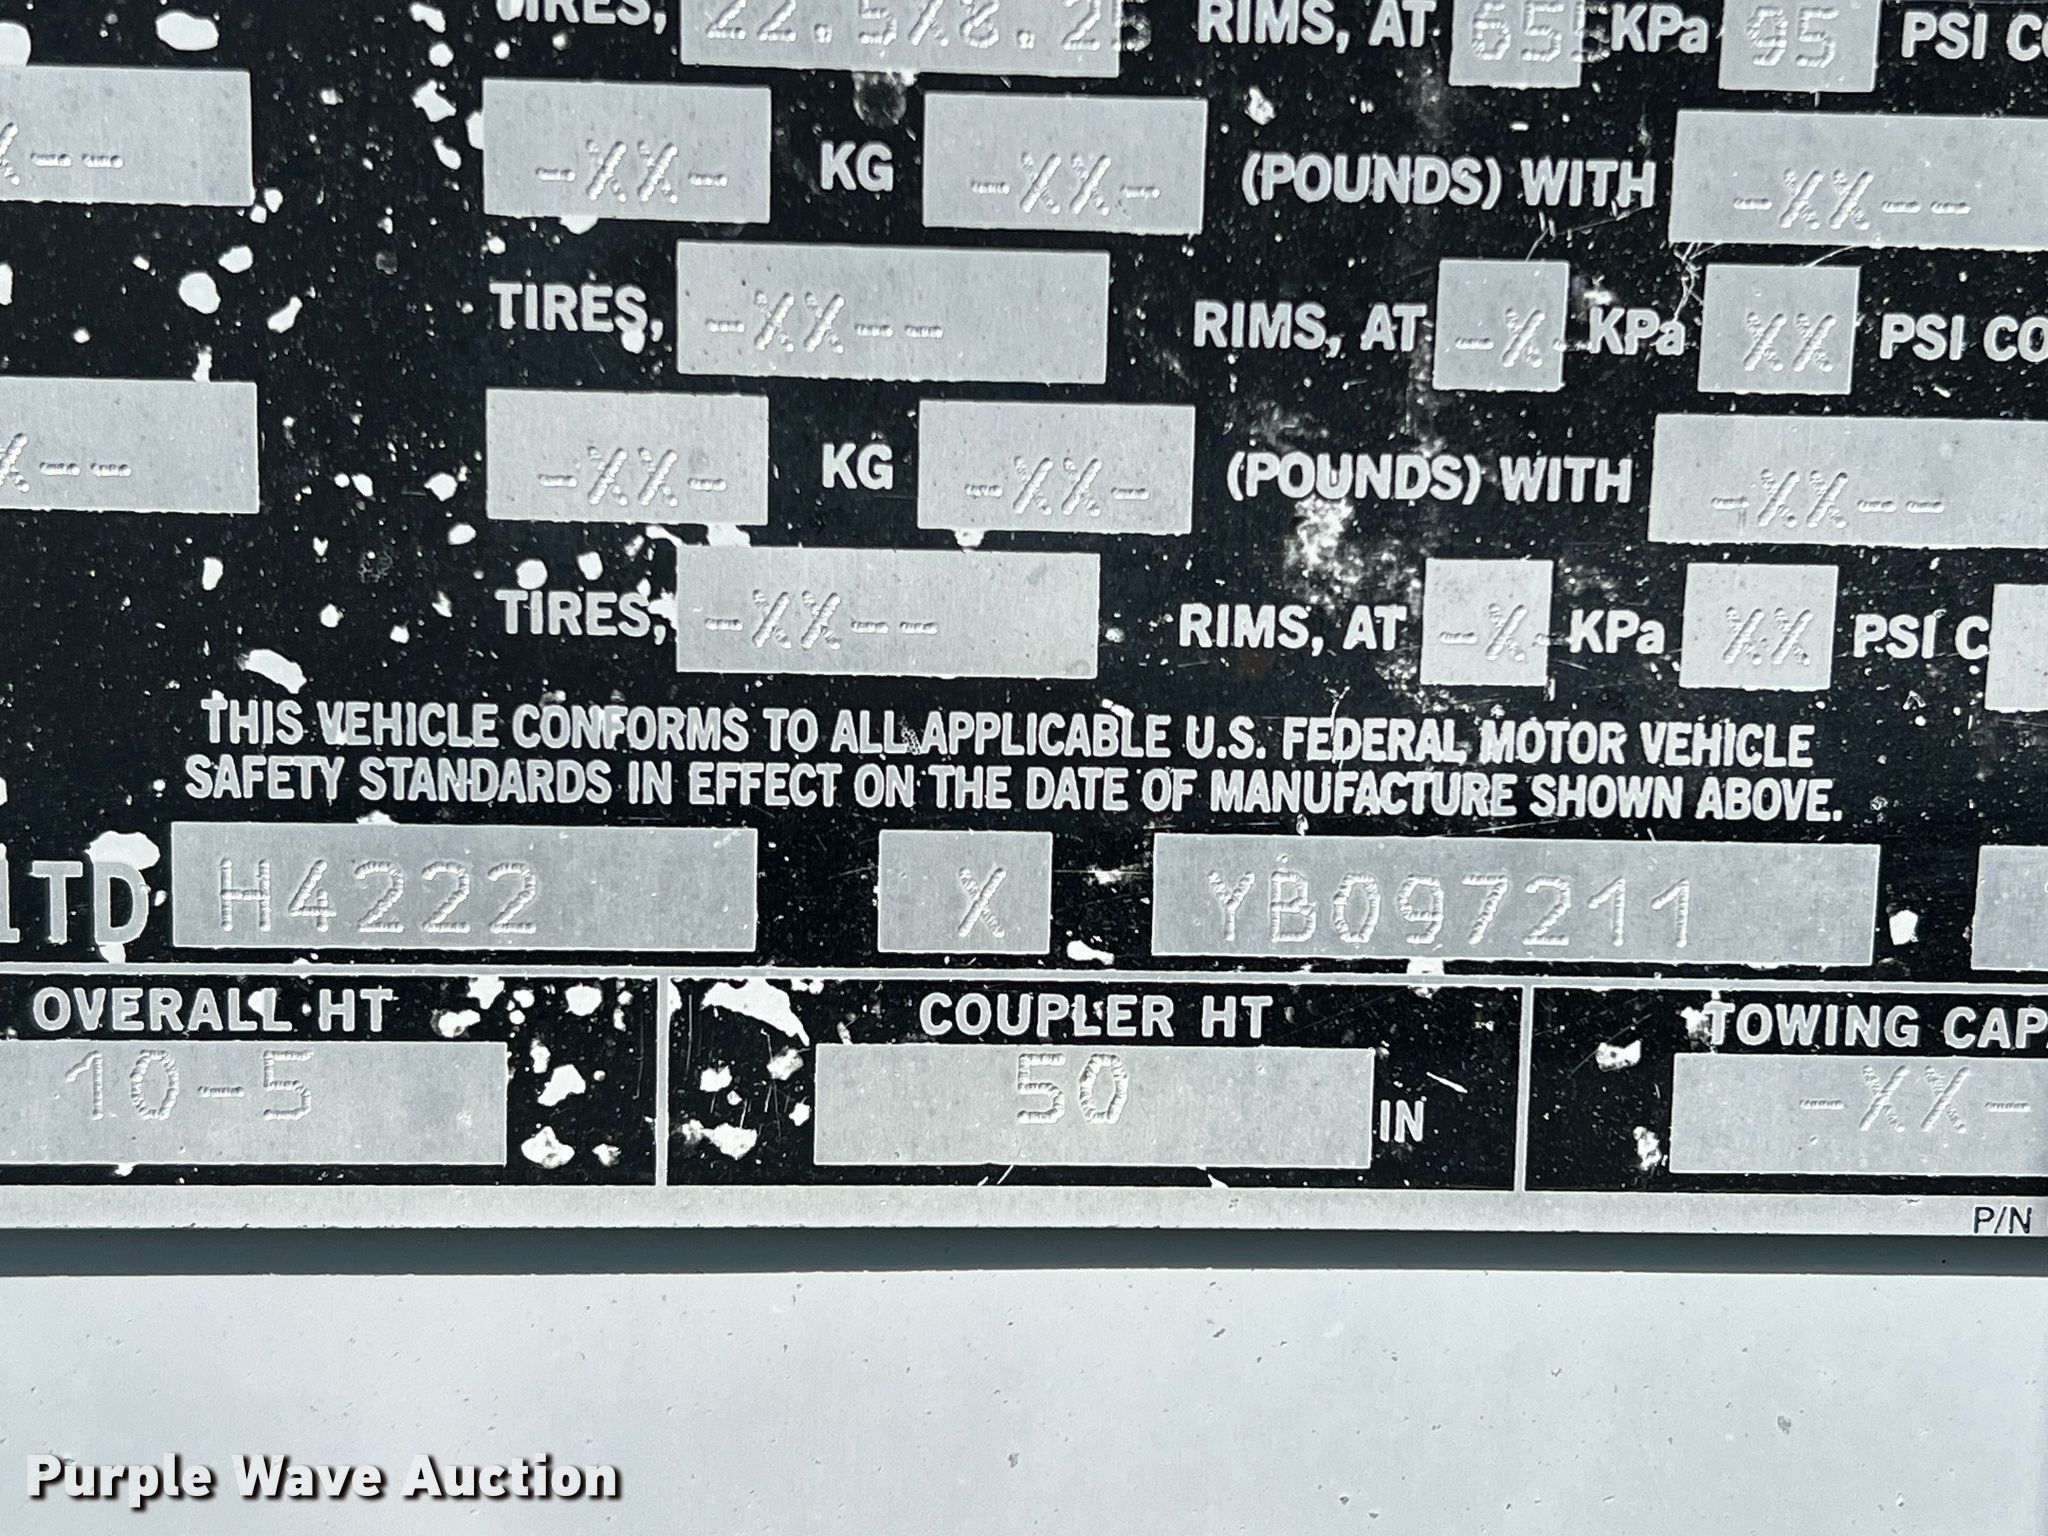 TIRES, 22.5X8.25 RIMS, AT 655 KPa 95 PSI
X-- -XX- KG -XX- (POUNDS) WITH -XX--
TIRES, -XX-- RIMS, AT -X KPa XX PSI
X-- -XX- KG -XX- (POUNDS) WITH -XX--
TIRES, -XX-- RIMS, AT -X- KPa XX PSI C
THIS VEHICLE CONFORMS TO ALL APPLICABLE U.S. FEDERAL MOTOR VEHICLE
SAFETY STANDARDS IN EFFECT ON THE DATE OF MANUFACTURE SHOWN ABOVE.
LTD H4222 X YB097211
OVERALL HT COUPLER HT TOWING CAP
10-5 50 IN -XX-
P/N
Purple Wave Auction